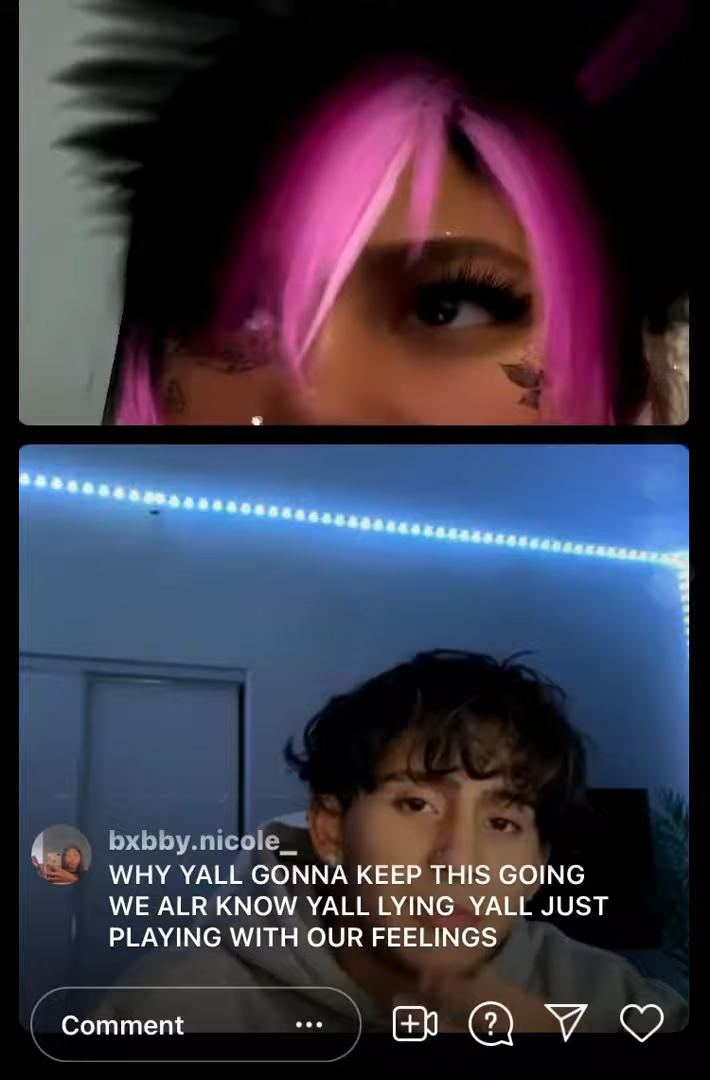 bxbby.nicole_
WHY YALL GONNA KEEP THIS GOING
WE ALR KNOW YALL LYING  YALL JUST
PLAYING WITH OUR FEELINGS
Comment